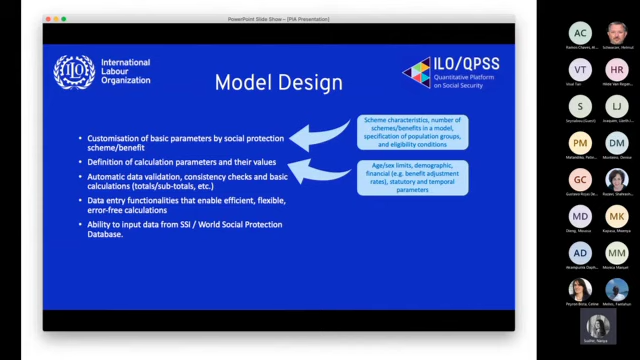 PowerPoint Slide Show - [PIA Presentation]
International
Labour
Organization
ILO/QPSS
Quantitative Platform
on Social Security
Model Design
Scheme characteristics, number of
schemes/benefits in a model,
specification of population groups,
and eligibility conditions
• Customisation of basic parameters by social protection
scheme/benefit
• Definition of calculation parameters and their values
Age/sex limits, demographic,
financial (e.g. benefit adjustment
rates), statutory and temporal
parameters
• Automatic data validation, consistency checks and basic
calculations (totals/sub-totals, etc.)
• Data entry functionalities that enable efficient, flexible,
error-free calculations
• Ability to input data from SSI / World Social Protection
Database.
AC
VT
HR
S
LJ
PM
DM
GC
MD
MK
AD
MM